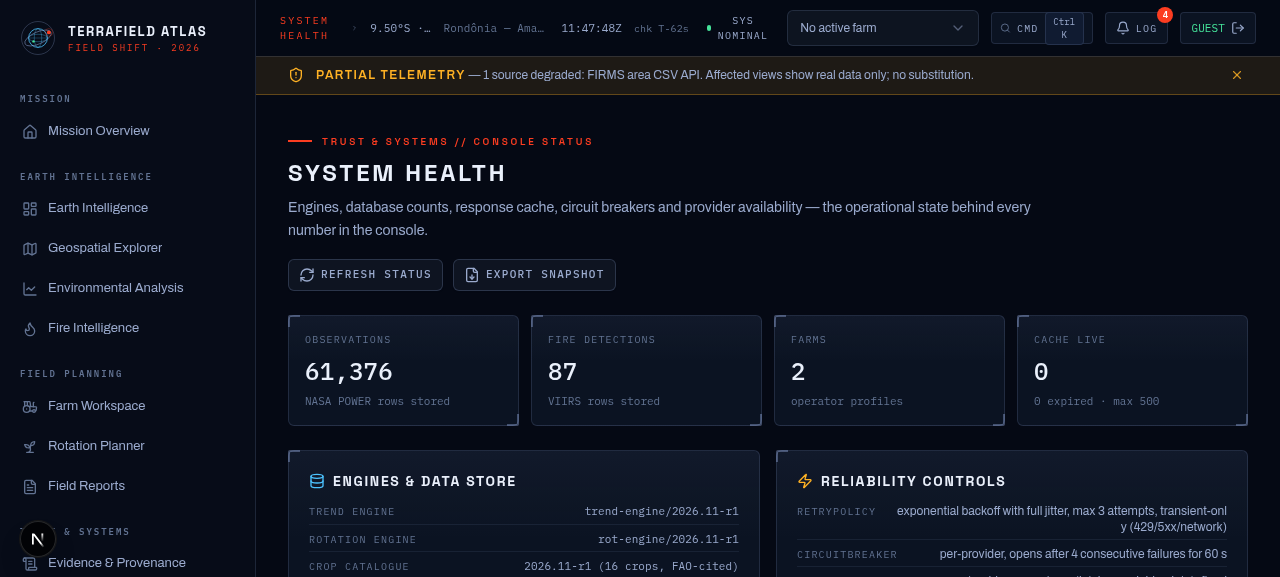 TERRAFIELD ATLAS
FIELD SHIFT · 2026
MISSION
Mission Overview
EARTH INTELLIGENCE
Earth Intelligence
Geospatial Explorer
Environmental Analysis
Fire Intelligence
FIELD PLANNING
Farm Workspace
Rotation Planner
Field Reports
& SYSTEMS
Evidence & Provenance
N
SYSTEM HEALTH
9.50°S ·…
Rondônia — Ama…
11:47:48Z
chk T-62s
SYS NOMINAL
No active farm
CMD
Ctrl K
LOG
4
GUEST
PARTIAL TELEMETRY — 1 source degraded: FIRMS area CSV API. Affected views show real data only; no substitution.
TRUST & SYSTEMS // CONSOLE STATUS
SYSTEM HEALTH
Engines, database counts, response cache, circuit breakers and provider availability — the operational state behind every
number in the console.
REFRESH STATUS
EXPORT SNAPSHOT
OBSERVATIONS
61,376
NASA POWER rows stored
FIRE DETECTIONS
87
VIIRS rows stored
FARMS
2
operator profiles
CACHE LIVE
0
0 expired · max 500
ENGINES & DATA STORE
TREND ENGINE trend-engine/2026.11-r1
ROTATION ENGINE rot-engine/2026.11-r1
CROP CATALOGUE 2026.11-r1 (16 crops, FAO-cited)
RELIABILITY CONTROLS
RETRYPOLICY exponential backoff with full jitter, max 3 attempts, transient-onl
y (429/5xx/network)
CIRCUITBREAKER per-provider, opens after 4 consecutive failures for 60 s